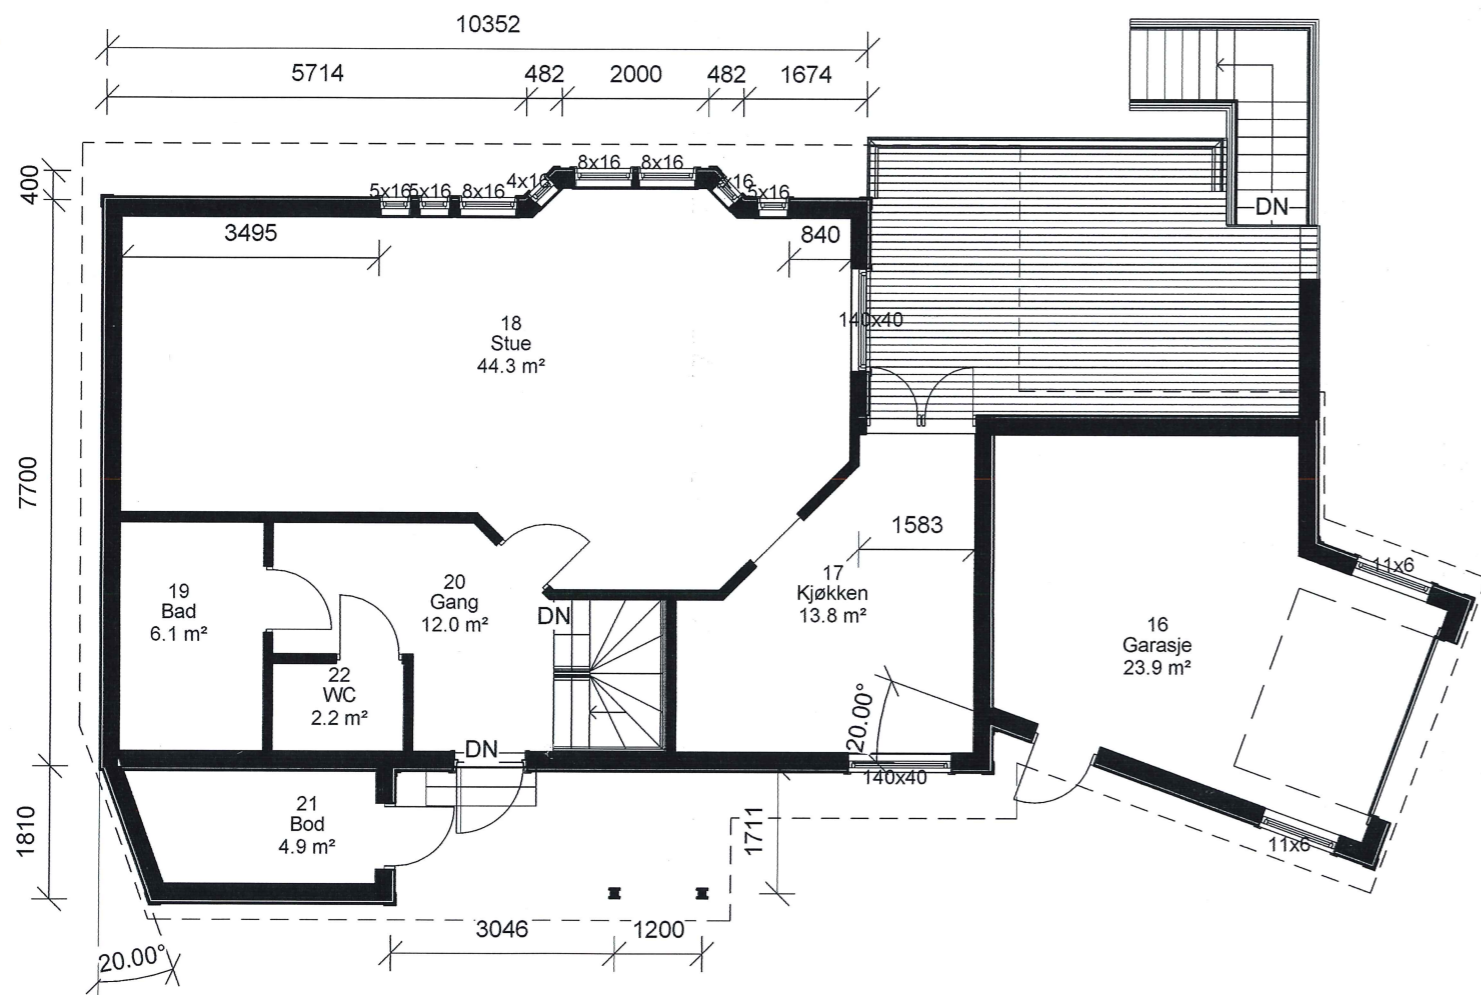 10352
5714 482 2000 482 1674
400
8x16 8x16
5x16 5x16 8x16 4x16 5x16
3495 840
DN
140x40
18
Stue
44.3 m²
7700
1583
11x6
19
Bad
6.1 m²
20
Gang
12.0 m²
DN
17
Kjøkken
13.8 m²
16
Garasje
23.9 m²
22
WC
2.2 m²
20.00°
DN
140x40
21
Bod
4.9 m²
1810
1711
11x6
3046 1200
20.00°